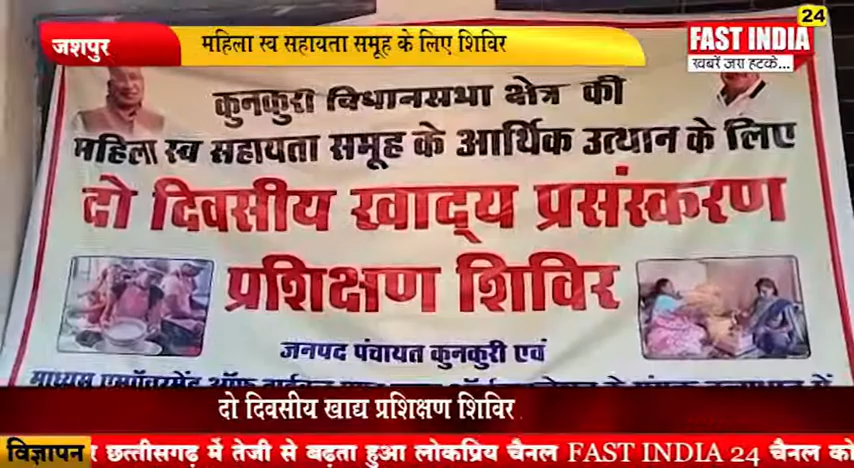 24
जशपुर
महिला स्व सहायता समूह के लिए शिविर
FAST INDIA
खबरें जरा हटके...
कुनकुरी विधानसभा क्षेत्र की
महिला स्व सहायता समूह के आर्थिक उत्थान के लिए
दो दिवसीय खाद्य प्रसंस्करण
प्रशिक्षण शिविर
जनपद पंचायत कुनकुरी एवं
दो दिवसीय खाद्य प्रशिक्षण शिविर
विज्ञापन छत्तीसगढ़ में तेजी से बढ़ता हुआ लोकप्रिय चैनल FAST INDIA 24 चैनल को